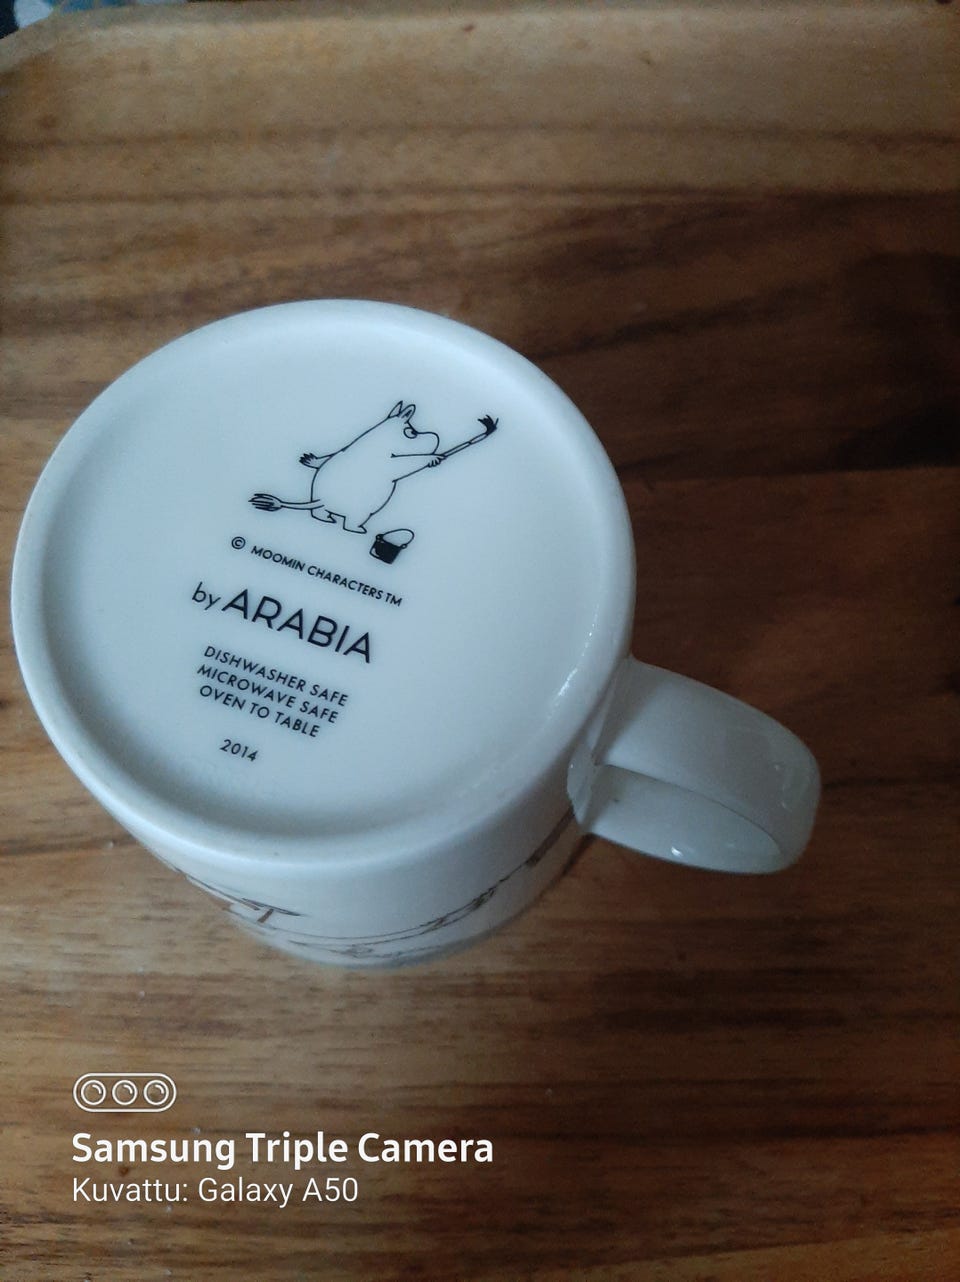 © MOOMIN CHARACTERS TM
by ARABIA
DISHWASHER SAFE
MICROWAVE SAFE
OVEN TO TABLE
2014
Samsung Triple Camera
Kuvattu: Galaxy A50